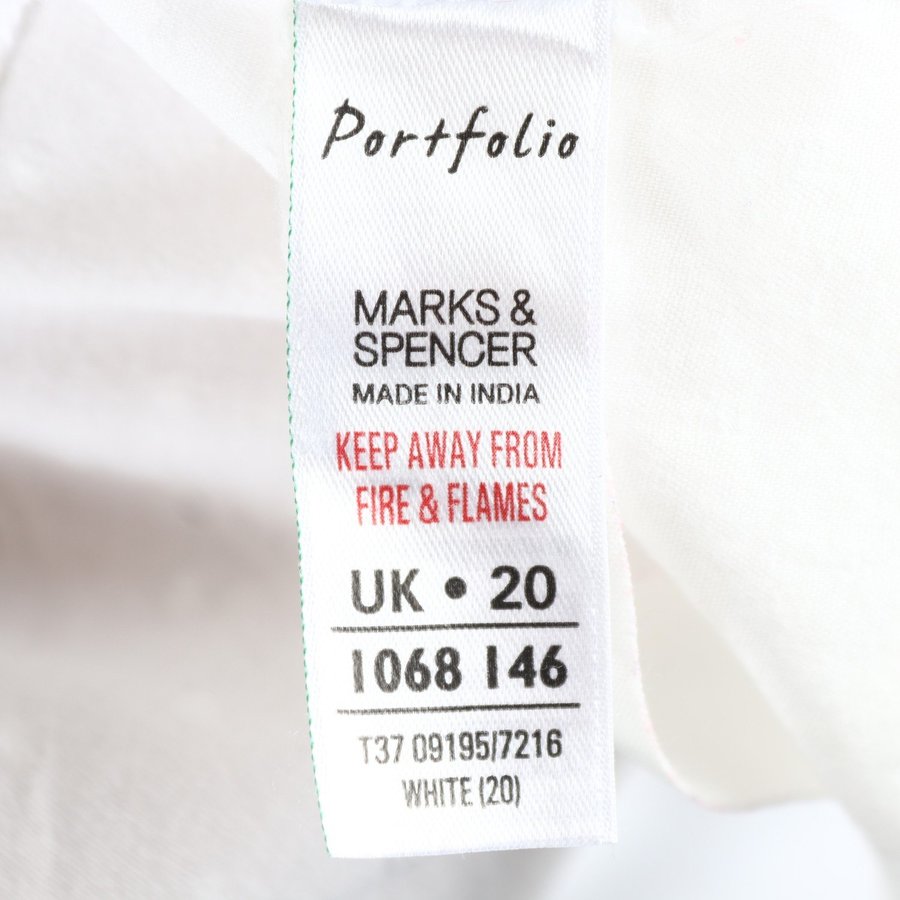 Portfolio
MARKS &
SPENCER
MADE IN INDIA
KEEP AWAY FROM
FIRE & FLAMES
UK • 20
1068 146
T37 09195/7216
WHITE (20)